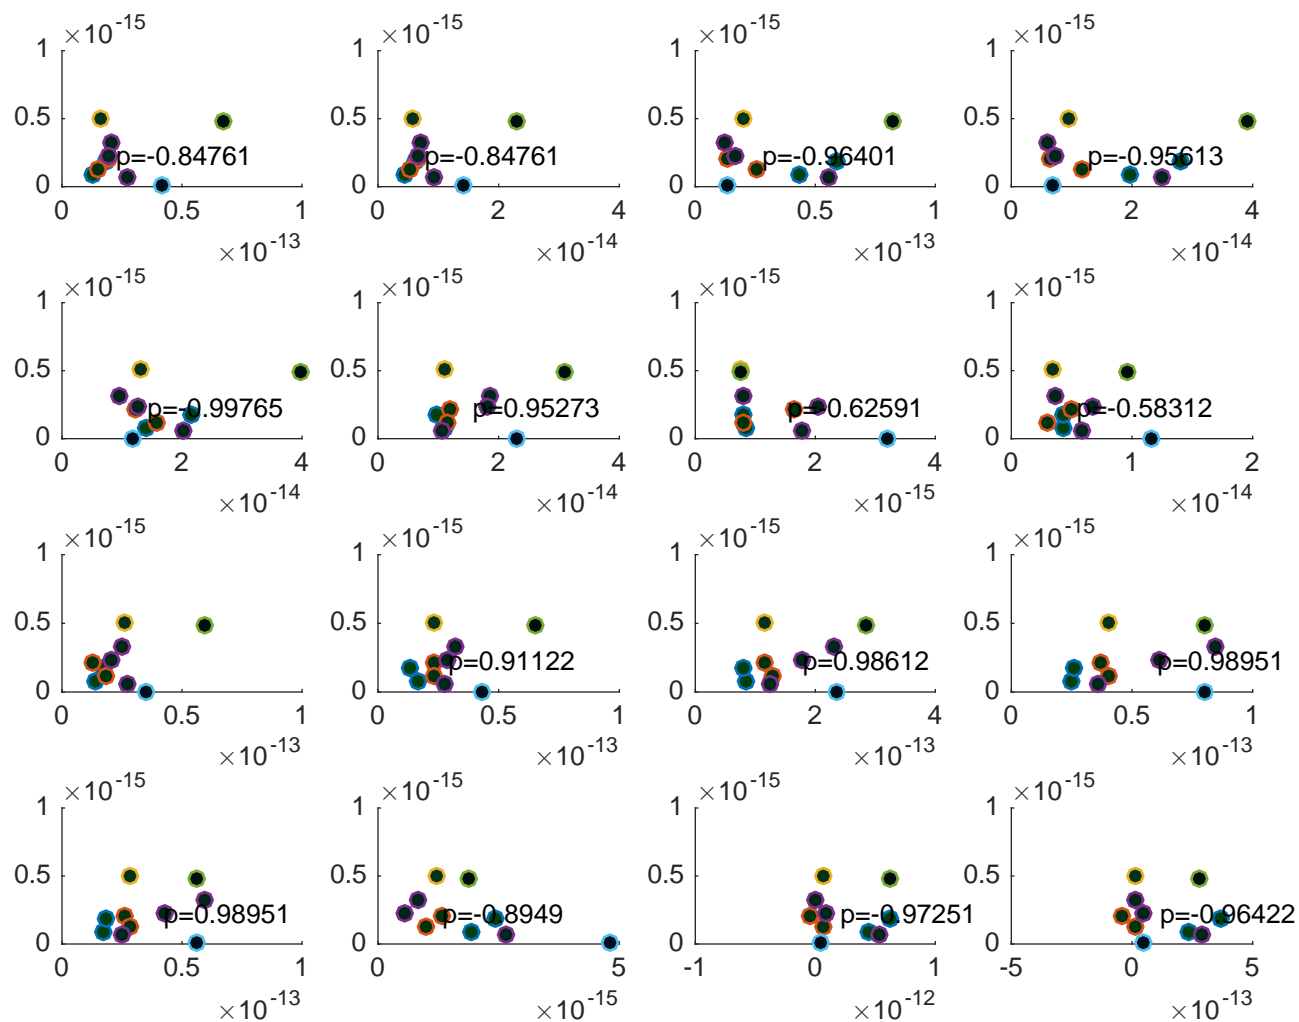 ×10-15 ×10-15 ×10-15 ×10-15
1 1 1 1
0.5 0.5 0.5 0.5
p=-0.84761 p=-0.84761 p=-0.96401 p=-0.95613
0 0 0 0
0 0.5 1 0 2 4 0 0.5 1 0 2 4
×10-13 ×10-14 ×10-13 ×10-14
×10-15 ×10-15 ×10-15 ×10-15
1 1 1 1
0.5 0.5 0.5 0.5
p=-0.99765 p=0.95273 p=-0.62591 p=-0.58312
0 0 0 0
0 2 4 0 2 4 0 2 4 0 1 2
×10-14 ×10-14 ×10-15 ×10-14
×10-15 ×10-15 ×10-15 ×10-15
1 1 1 1
0.5 0.5 0.5 0.5
p=0.91122 p=0.98612 p=0.98951
0 0 0 0
0 0.5 1 0 0.5 1 0 2 4 0 0.5 1
×10-13 ×10-13 ×10-13 ×10-13
×10-15 ×10-15 ×10-15 ×10-15
1 1 1 1
0.5 0.5 0.5 0.5
p=0.98951 p=-0.8949 p=-0.97251 p=-0.96422
0 0 0 0
0 0.5 1 0 5 -1 0 1 -5 0 5
×10-13 ×10-15 ×10-12 ×10-13